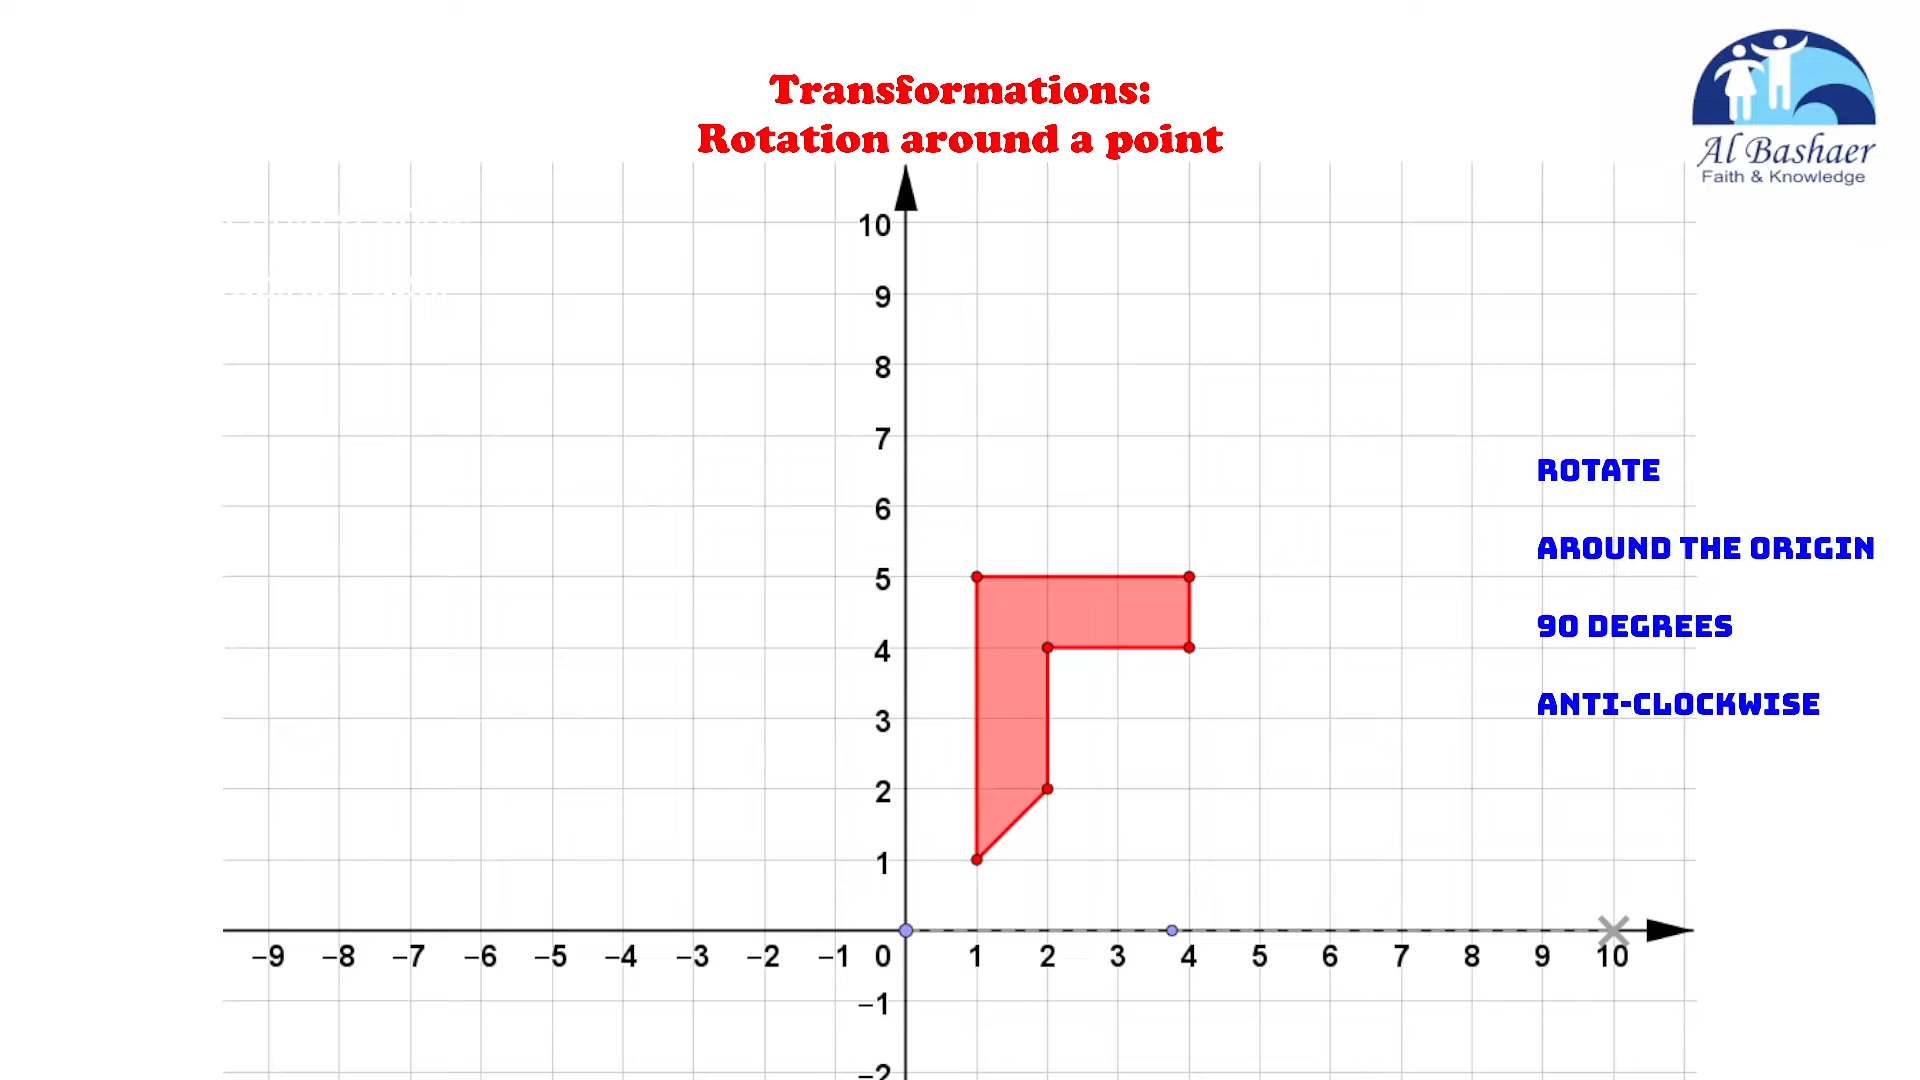 Transformations:
Rotation around a point
Al Bashaer
Faith & Knowledge
10
9
8
7
6
5
4
3
2
1
ROTATE
AROUND THE ORIGIN
90 DEGREES
ANTI-CLOCKWISE
–9 –8 –7 –6 –5 –4 –3 –2 –1 0 1 2 3 4 5 6 7 8 9 10
–1
–2